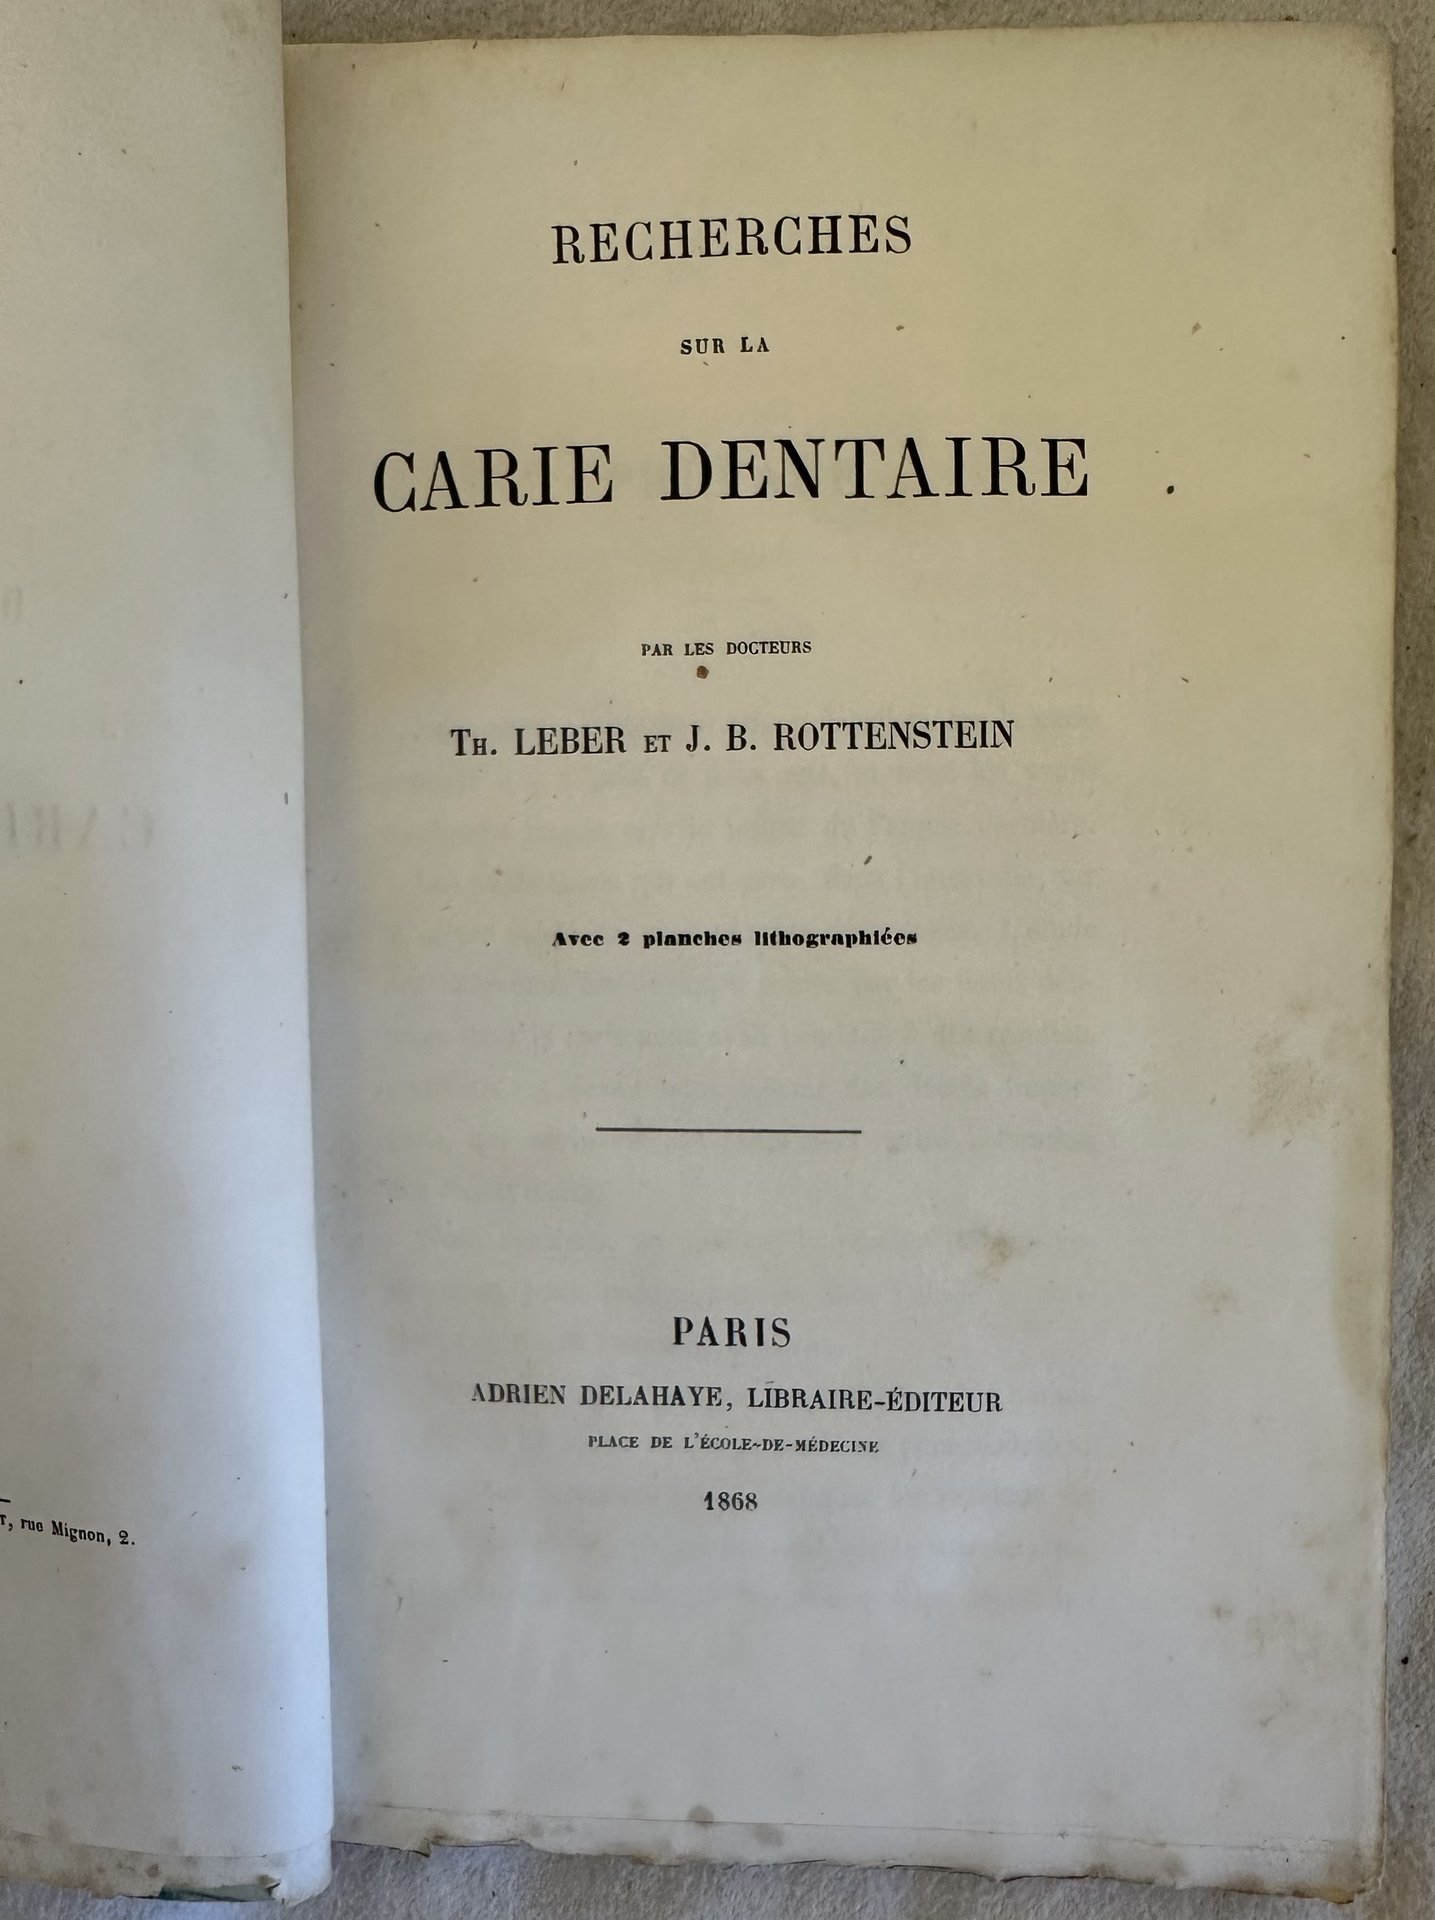 RECHERCHES
SUR LA
CARIE DENTAIRE
PAR LES DOCTEURS
TH. LEBER ET J. B. ROTTENSTEIN
Avec 2 planches lithographiées
PARIS
ADRIEN DELAHAYE, LIBRAIRE-ÉDITEUR
PLACE DE L'ÉCOLE-DE-MÉDECINE
1868
rue Mignon, 2.